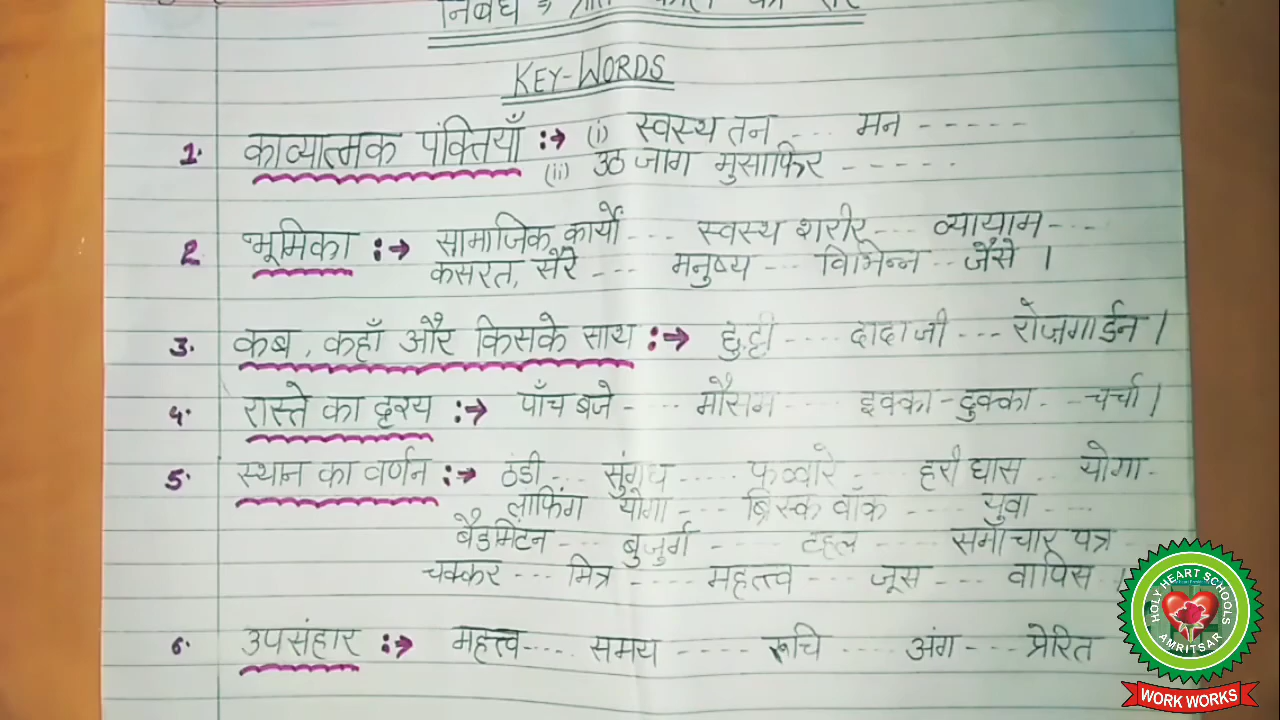 निबंध
KEY-WORDS
1. काव्यात्मक पंक्तियाँ :→ (i) स्वस्थ तन .... मन -----
(ii) उठ जाग मुसाफिर -----
2. भूमिका :→ सामाजिक कार्यों .... स्वस्थ शरीर ... व्यायाम ----
कसरत, सैर --- मनुष्य --- विभिन्न .. जैसे ।
3. कब, कहाँ और किसके साथ :→ छुट्टी ---- दादाजी ... रोज़गार्डन ।
4. रास्ते का दृश्य :→ पाँच बजे ---- मौसम .... इक्का-दुक्का --- चर्चा ।
5. स्थान का वर्णन :→ ठंडी ... सुगंध ..... फव्वारे ... हरी घास ... योगा -
लाफिंग योगा ---- ब्रिस्क वॉक ---- युवा ----
बैडमिंटन ---- बुजुर्ग ---- टहल ---- समाचार पत्र -
चक्कर --- मित्र ---- महत्त्व --- जूस --- वापिस ।
6. उपसंहार :→ महत्त्व ---- समय ----- रूचि .... अंग --- प्रेरित
HOLY HEART SCHOOLS
AMRITSAR
WORK WORKS